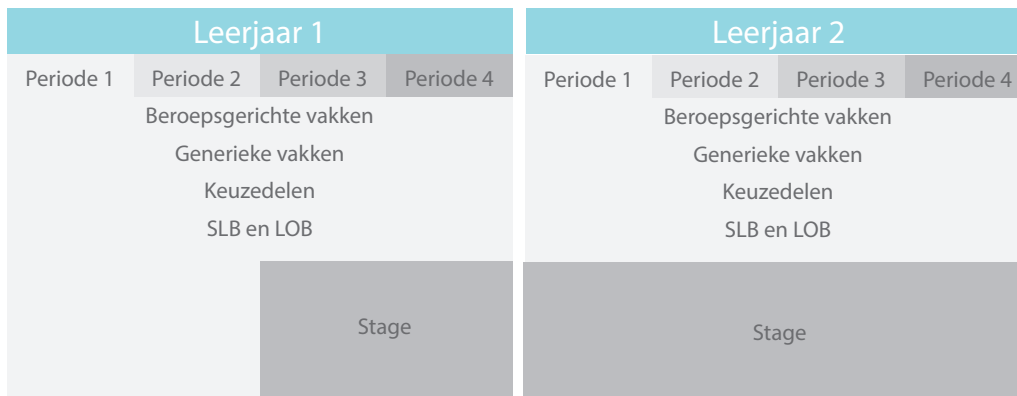 Leerjaar 1
Periode 1 Periode 2 Periode 3 Periode 4
Beroepsgerichte vakken
Generieke vakken
Keuzedelen
SLB en LOB
Stage
Leerjaar 2
Periode 1 Periode 2 Periode 3 Periode 4
Beroepsgerichte vakken
Generieke vakken
Keuzedelen
SLB en LOB
Stage